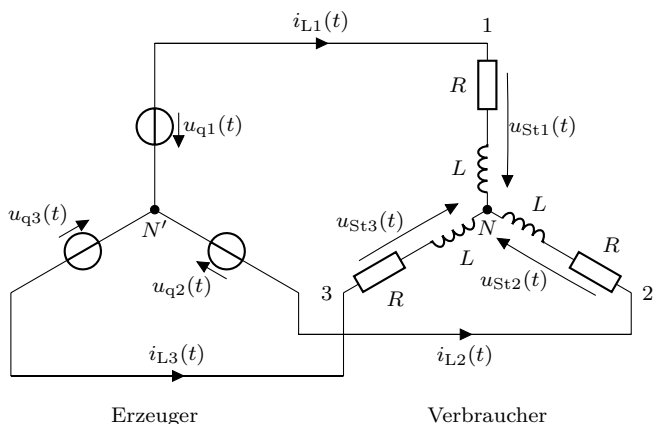 i_L1(t)
1
R
u_q1(t)
u_St1(t)
L
u_q3(t)
u_St3(t)
L
N′
N
R
u_q2(t)
L
u_St2(t)
3
R
2
i_L3(t)
i_L2(t)
Erzeuger
Verbraucher